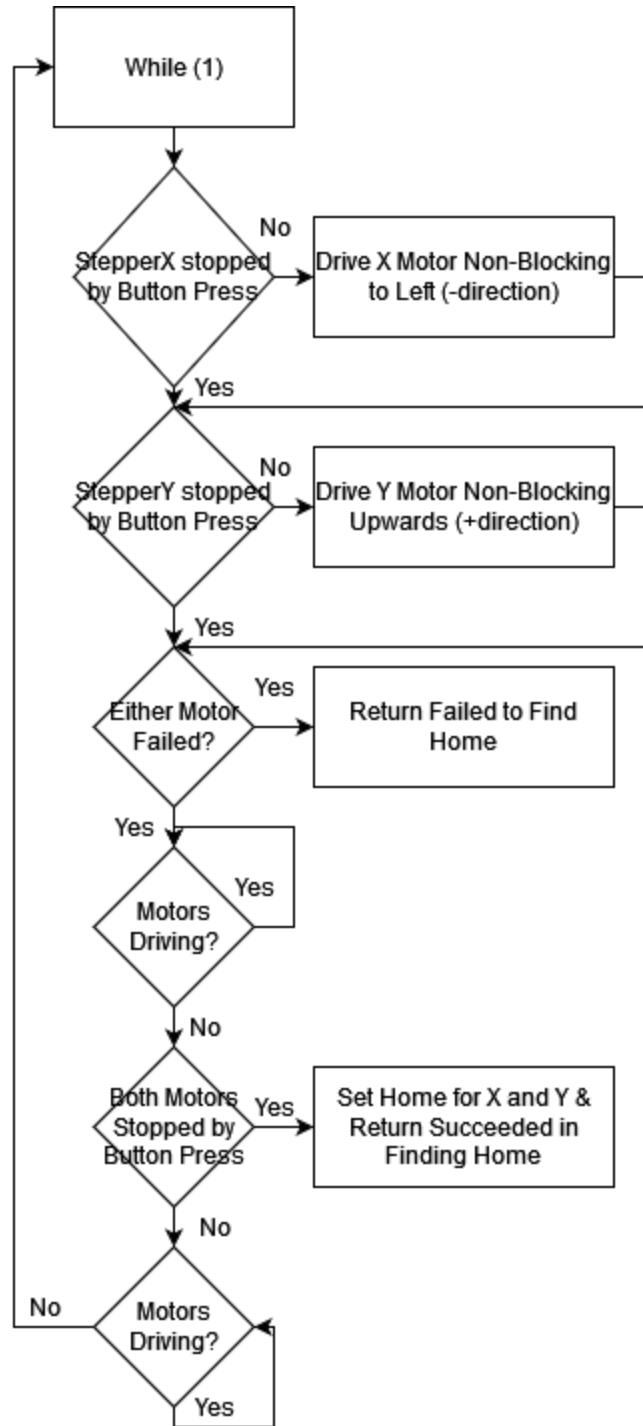 While (1)
No
StepperX stopped
by Button Press
Drive X Motor Non-Blocking
to Left (-direction)
Yes
No
StepperY stopped
by Button Press
Drive Y Motor Non-Blocking
Upwards (+direction)
Yes
Yes
Either Motor
Failed?
Return Failed to Find
Home
Yes
Yes
Motors
Driving?
No
Both Motors
Stopped by
Button Press
Yes
Set Home for X and Y &
Return Succeeded in
Finding Home
No
No
Motors
Driving?
Yes